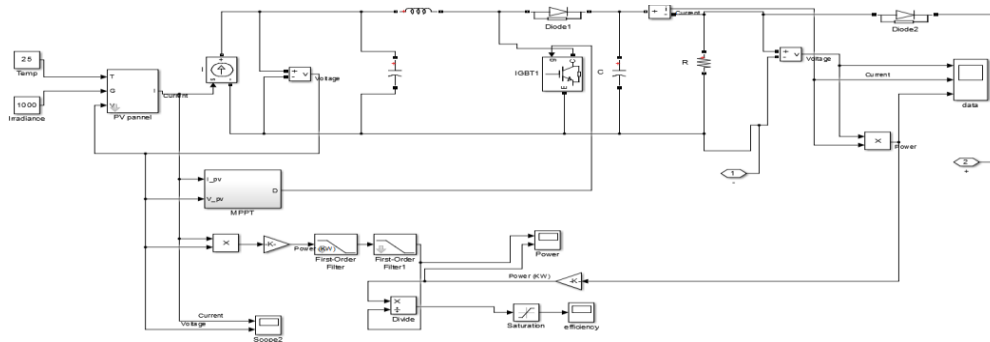 25
Temp
1000
Irradiance
T
G
V
I
PV pannel
Current
I
+
-
v
Voltage
Diode1
IGBT1
g
C
E
C
+
-
i
Current
R
+
-
v
Voltage
Diode2
Current
data
×
Power
1
-
2
+
I_pv
V_pv
D
MPPT
×
-K-
Power (KW)
First-Order
Filter
First-Order
Filter1
Power
Power (KW)
-K-
×
÷
Divide
Saturation
efficiency
Current
Voltage
Scope2